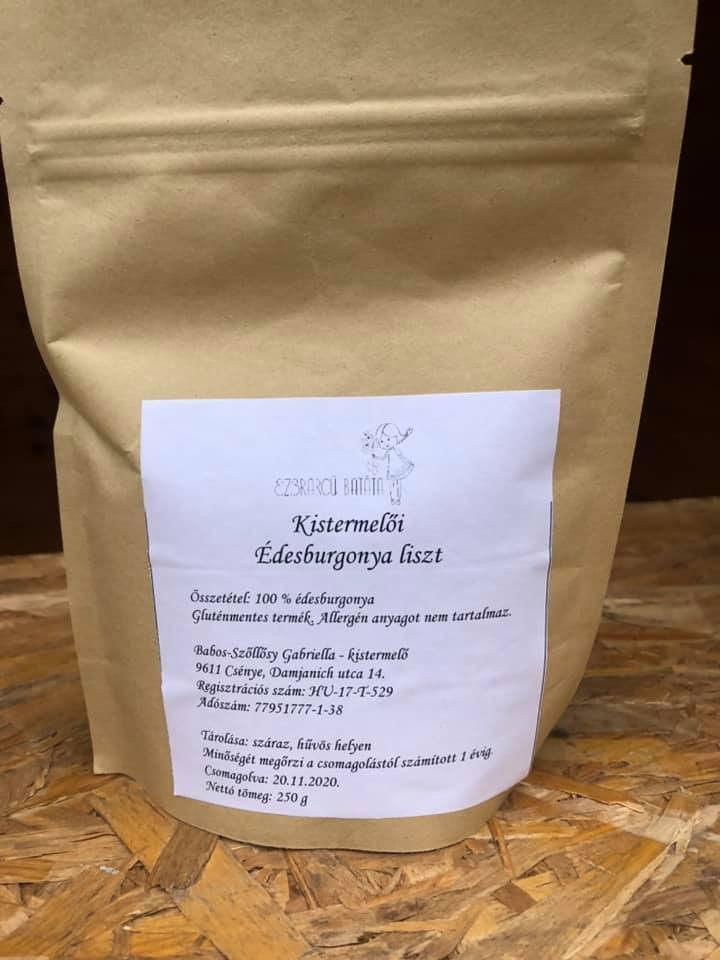 EZ3RARCÚ BATÁTA
Kistermelői
Édesburgonya liszt
Összetétel: 100 % édesburgonya
Gluténmentes termék. Allergén anyagot nem tartalmaz.
Babos-Szőllősy Gabriella - kistermelő
9611 Csénye, Damjanich utca 14.
Regisztrációs szám: HU-17-T-529
Adószám: 77951777-1-38
Tárolása: száraz, hűvös helyen
Minőségét megőrzi a csomagolástól számított 1 évig.
Csomagolva: 20.11.2020.
Nettó tömeg: 250 g